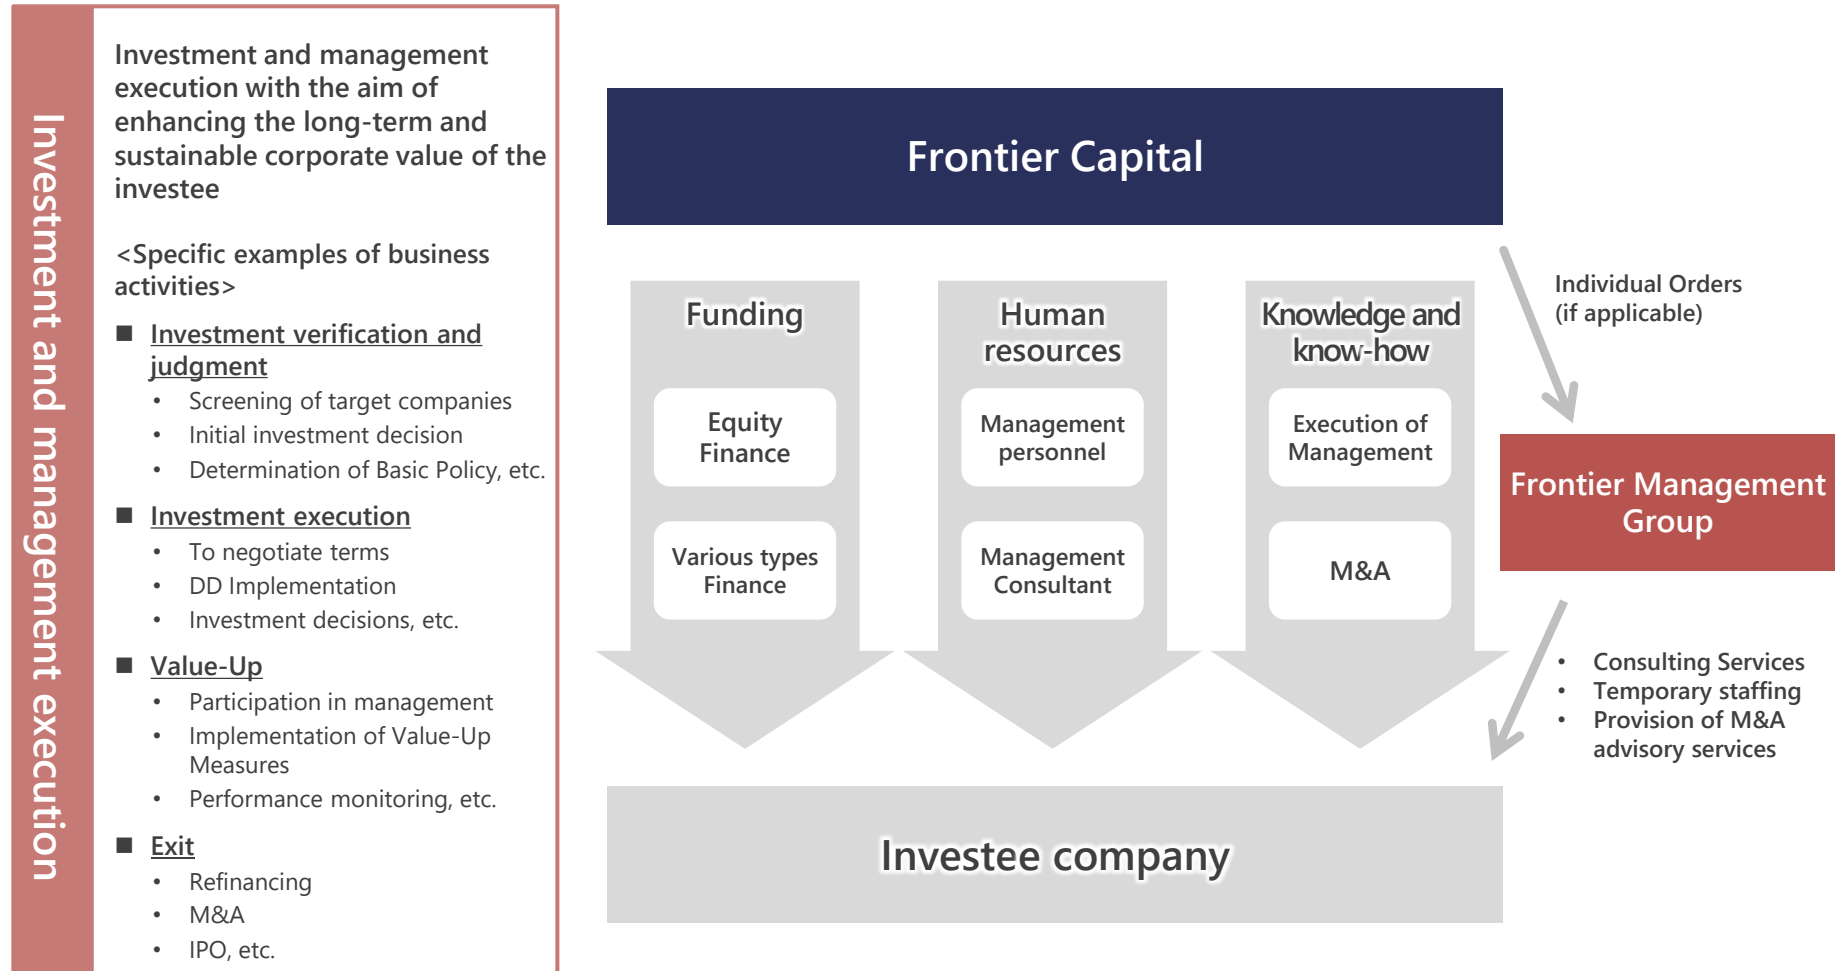 Investment and management execution
Investment and management
execution with the aim of
enhancing the long-term and
sustainable corporate value of the
investee
<Specific examples of business
activities>
■ Investment verification and
judgment
• Screening of target companies
• Initial investment decision
• Determination of Basic Policy, etc.
■ Investment execution
• To negotiate terms
• DD Implementation
• Investment decisions, etc.
■ Value-Up
• Participation in management
• Implementation of Value-Up
Measures
• Performance monitoring, etc.
■ Exit
• Refinancing
• M&A
• IPO, etc.
Frontier Capital
Funding
Equity
Finance
Various types
Finance
Human
resources
Management
personnel
Management
Consultant
Knowledge and
know-how
Execution of
Management
M&A
Individual Orders
(if applicable)
Frontier Management
Group
• Consulting Services
• Temporary staffing
• Provision of M&A
advisory services
Investee company